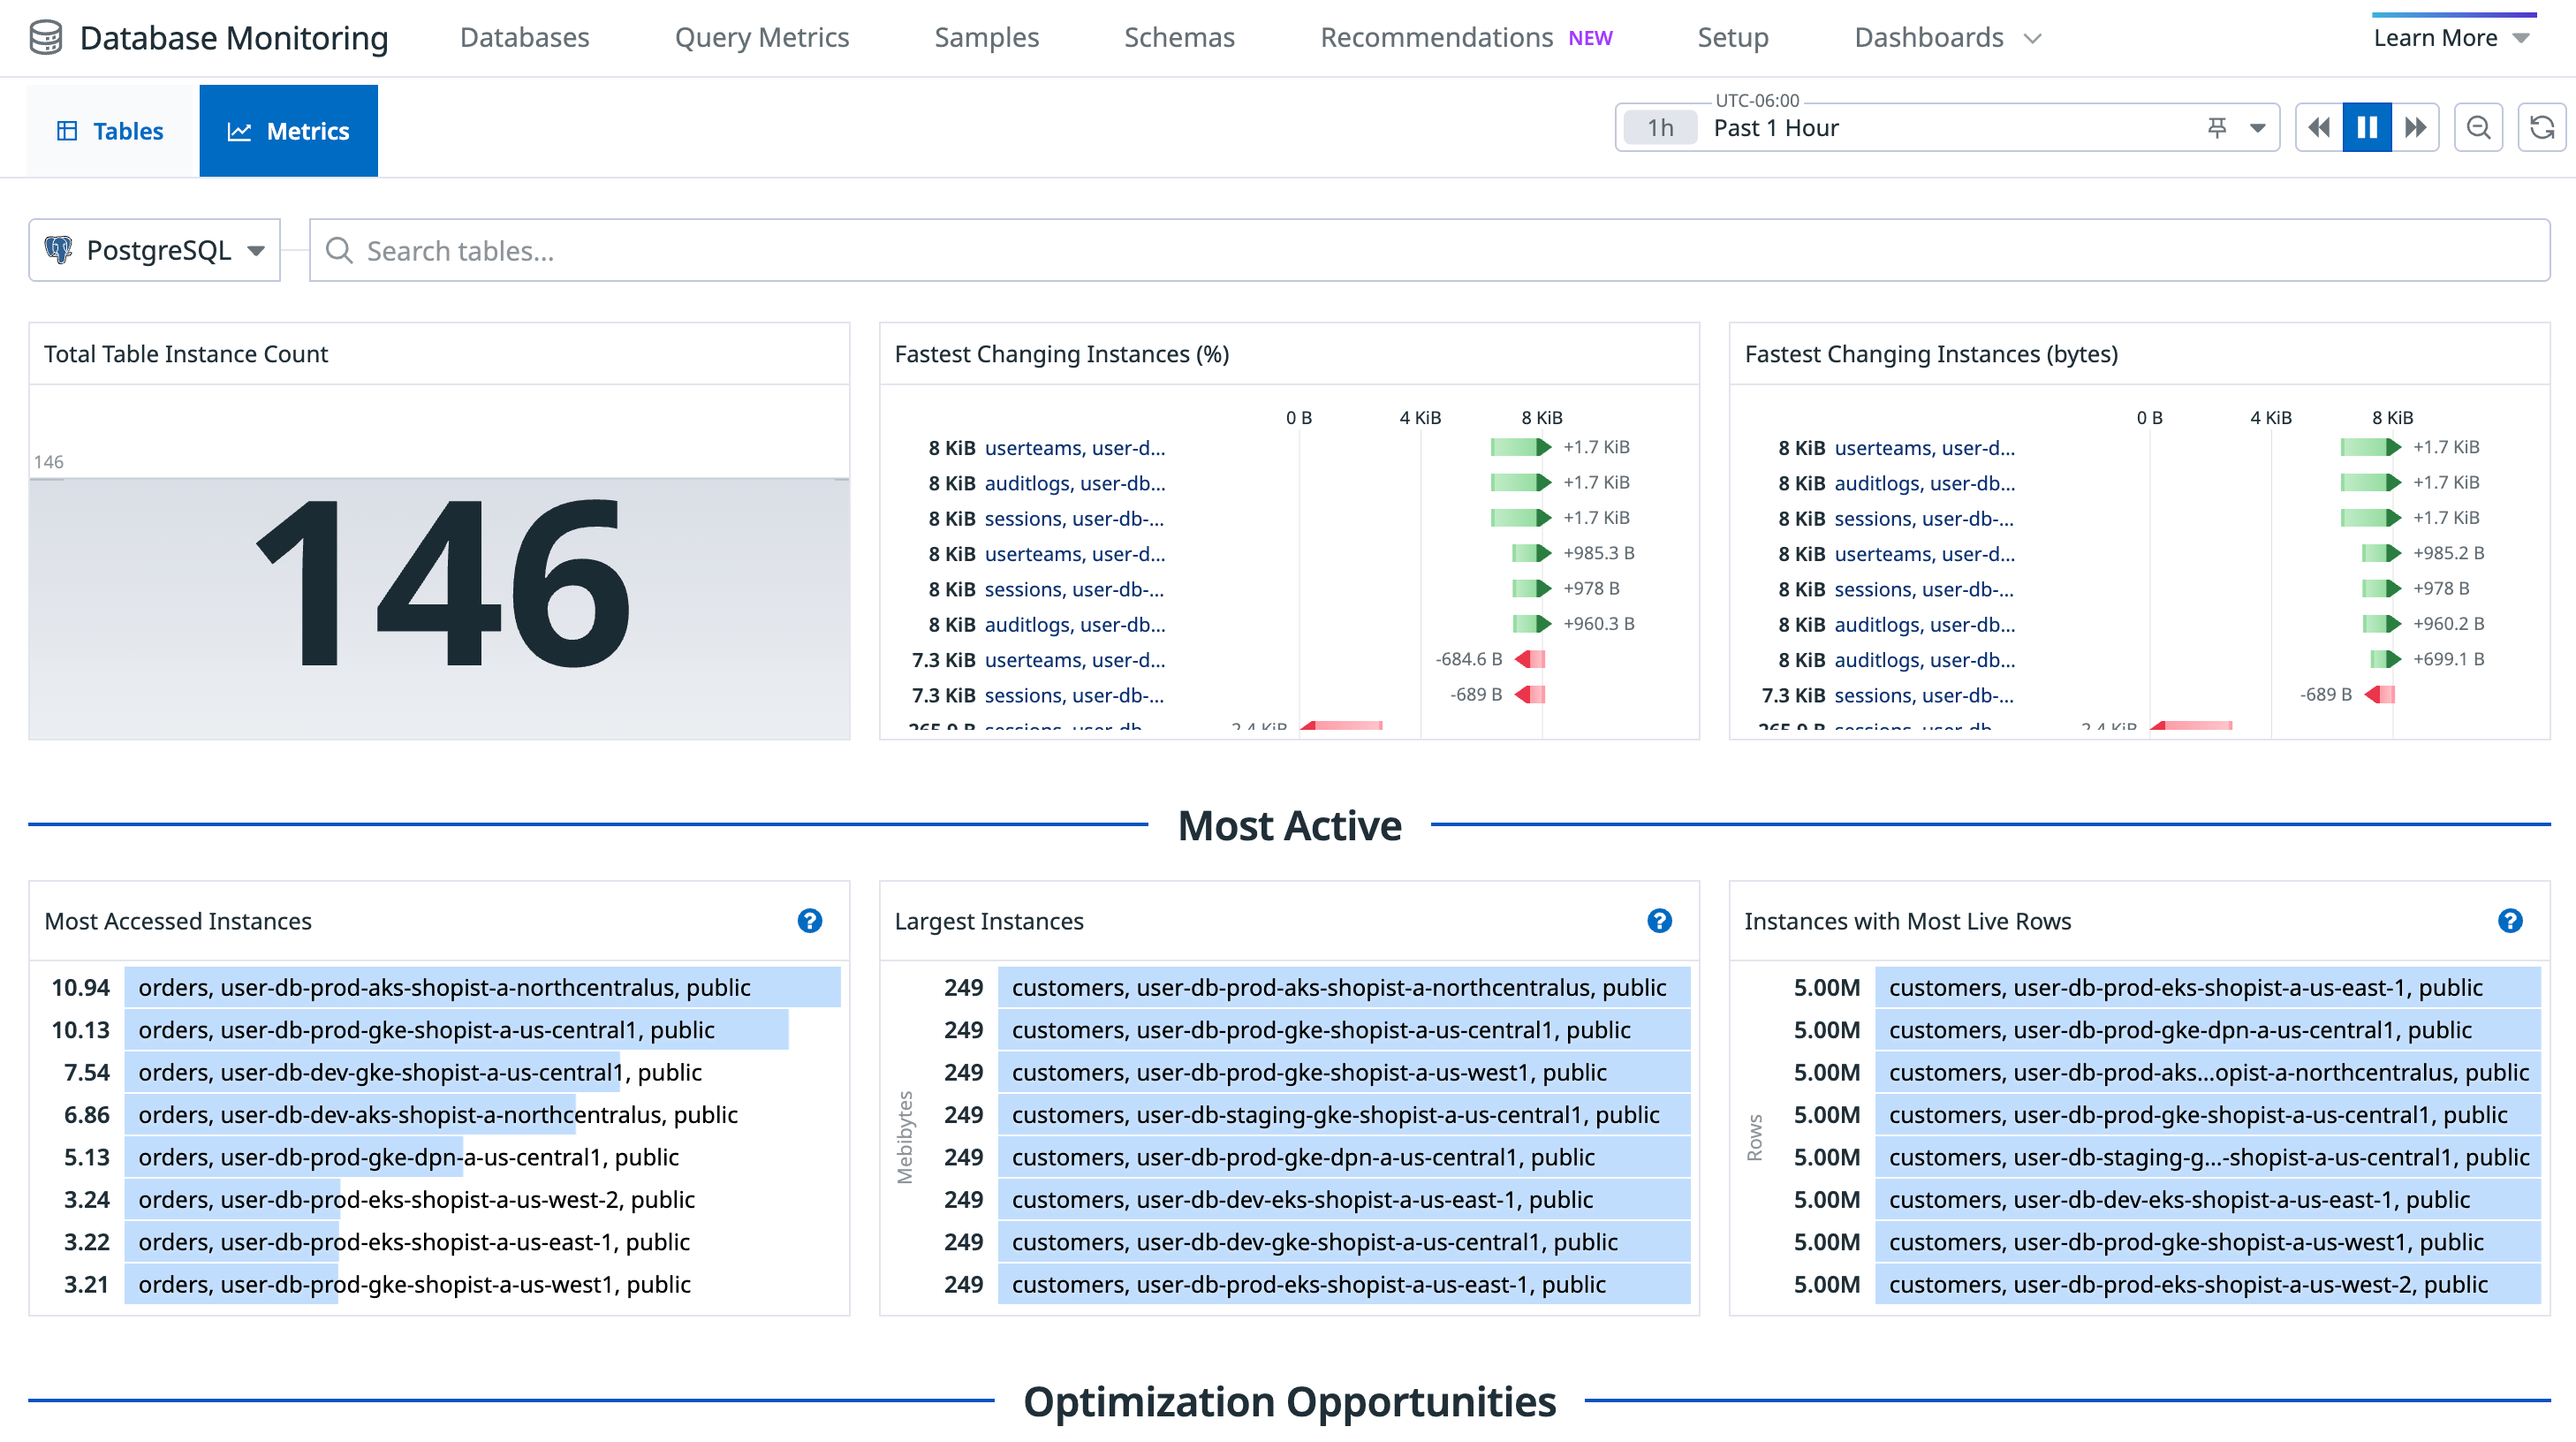 Database Monitoring Databases Query Metrics Samples Schemas Recommendations NEW Setup Dashboards Learn More
Tables Metrics
UTC-06:00
1h Past 1 Hour
PostgreSQL Search tables...
Total Table Instance Count
146
146
Fastest Changing Instances (%)
0 B 4 KiB 8 KiB
8 KiB userteams, user-d... +1.7 KiB
8 KiB auditlogs, user-db... +1.7 KiB
8 KiB sessions, user-db-... +1.7 KiB
8 KiB userteams, user-d... +985.3 B
8 KiB sessions, user-db-... +978 B
8 KiB auditlogs, user-db... +960.3 B
7.3 KiB userteams, user-d... -684.6 B
7.3 KiB sessions, user-db-... -689 B
265.9 B sessions, user-db- 2.4 KiB
Fastest Changing Instances (bytes)
0 B 4 KiB 8 KiB
8 KiB userteams, user-d... +1.7 KiB
8 KiB auditlogs, user-db... +1.7 KiB
8 KiB sessions, user-db-... +1.7 KiB
8 KiB userteams, user-d... +985.2 B
8 KiB sessions, user-db-... +978 B
8 KiB auditlogs, user-db... +960.2 B
8 KiB auditlogs, user-db... +699.1 B
7.3 KiB sessions, user-db-... -689 B
265.9 B sessions, user-db- 2.4 KiB
Most Active
Most Accessed Instances ?
10.94 orders, user-db-prod-aks-shopist-a-northcentralus, public
10.13 orders, user-db-prod-gke-shopist-a-us-central1, public
7.54 orders, user-db-dev-gke-shopist-a-us-central1, public
6.86 orders, user-db-dev-aks-shopist-a-northcentralus, public
5.13 orders, user-db-prod-gke-dpn-a-us-central1, public
3.24 orders, user-db-prod-eks-shopist-a-us-west-2, public
3.22 orders, user-db-prod-eks-shopist-a-us-east-1, public
3.21 orders, user-db-prod-gke-shopist-a-us-west1, public
Largest Instances ?
Mebibytes
249 customers, user-db-prod-aks-shopist-a-northcentralus, public
249 customers, user-db-prod-gke-shopist-a-us-central1, public
249 customers, user-db-prod-gke-shopist-a-us-west1, public
249 customers, user-db-staging-gke-shopist-a-us-central1, public
249 customers, user-db-prod-gke-dpn-a-us-central1, public
249 customers, user-db-dev-eks-shopist-a-us-east-1, public
249 customers, user-db-dev-gke-shopist-a-us-central1, public
249 customers, user-db-prod-eks-shopist-a-us-east-1, public
Instances with Most Live Rows ?
Rows
5.00M customers, user-db-prod-eks-shopist-a-us-east-1, public
5.00M customers, user-db-prod-gke-dpn-a-us-central1, public
5.00M customers, user-db-prod-aks...opist-a-northcentralus, public
5.00M customers, user-db-prod-gke-shopist-a-us-central1, public
5.00M customers, user-db-staging-g...-shopist-a-us-central1, public
5.00M customers, user-db-dev-eks-shopist-a-us-east-1, public
5.00M customers, user-db-prod-gke-shopist-a-us-west1, public
5.00M customers, user-db-prod-eks-shopist-a-us-west-2, public
Optimization Opportunities